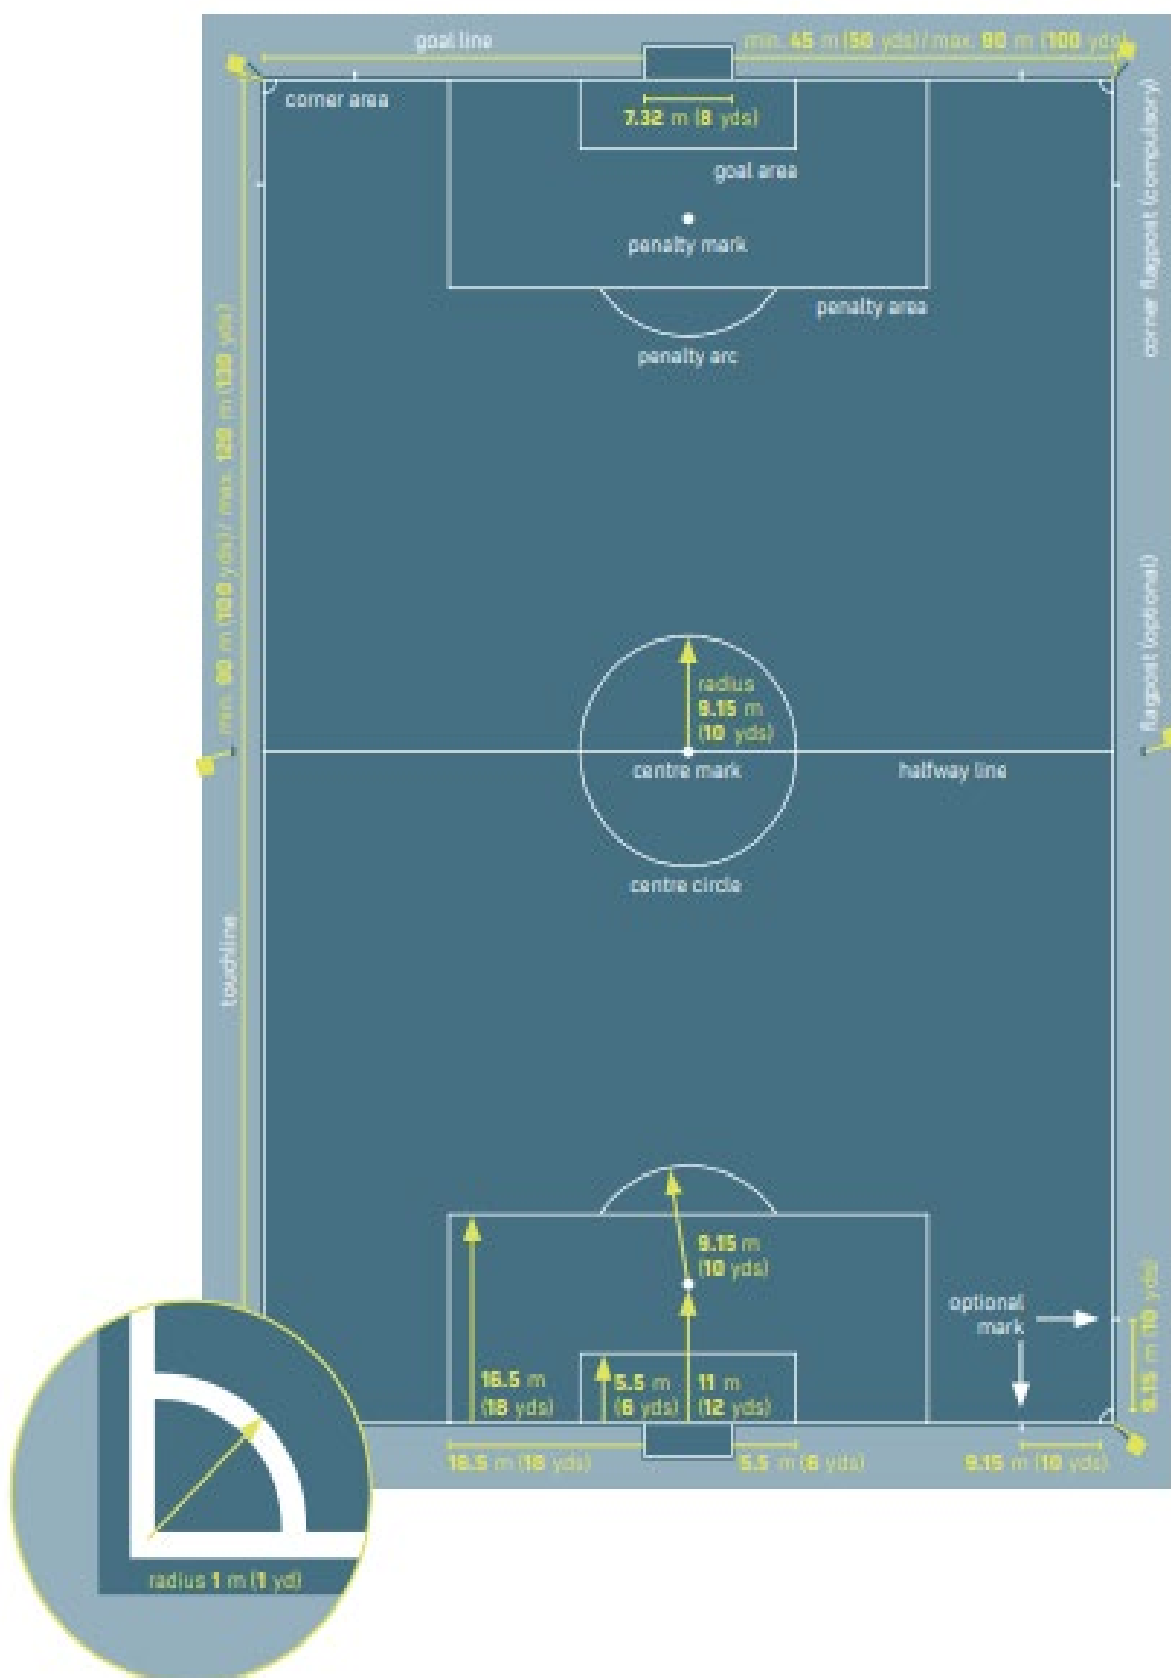 goal line
min. 45 m (50 yds)/max. 90 m (100 yds)
corner area
7.32 m (8 yds)
goal area
penalty mark
penalty area
penalty arc
corner flagpost (compulsory)
min. 90 m (100 yds)/ max. 120 m (130 yds)
flagpost (optional)
radius
9.15 m
(10 yds)
centre mark
halfway line
centre circle
touchline
9.15 m
(10 yds)
optional
mark
9.15 m (10 yds)
16.5 m
(18 yds)
5.5 m
(6 yds)
11 m
(12 yds)
16.5 m (18 yds)
5.5 m (6 yds)
9.15 m (10 yds)
radius 1 m (1 yd)